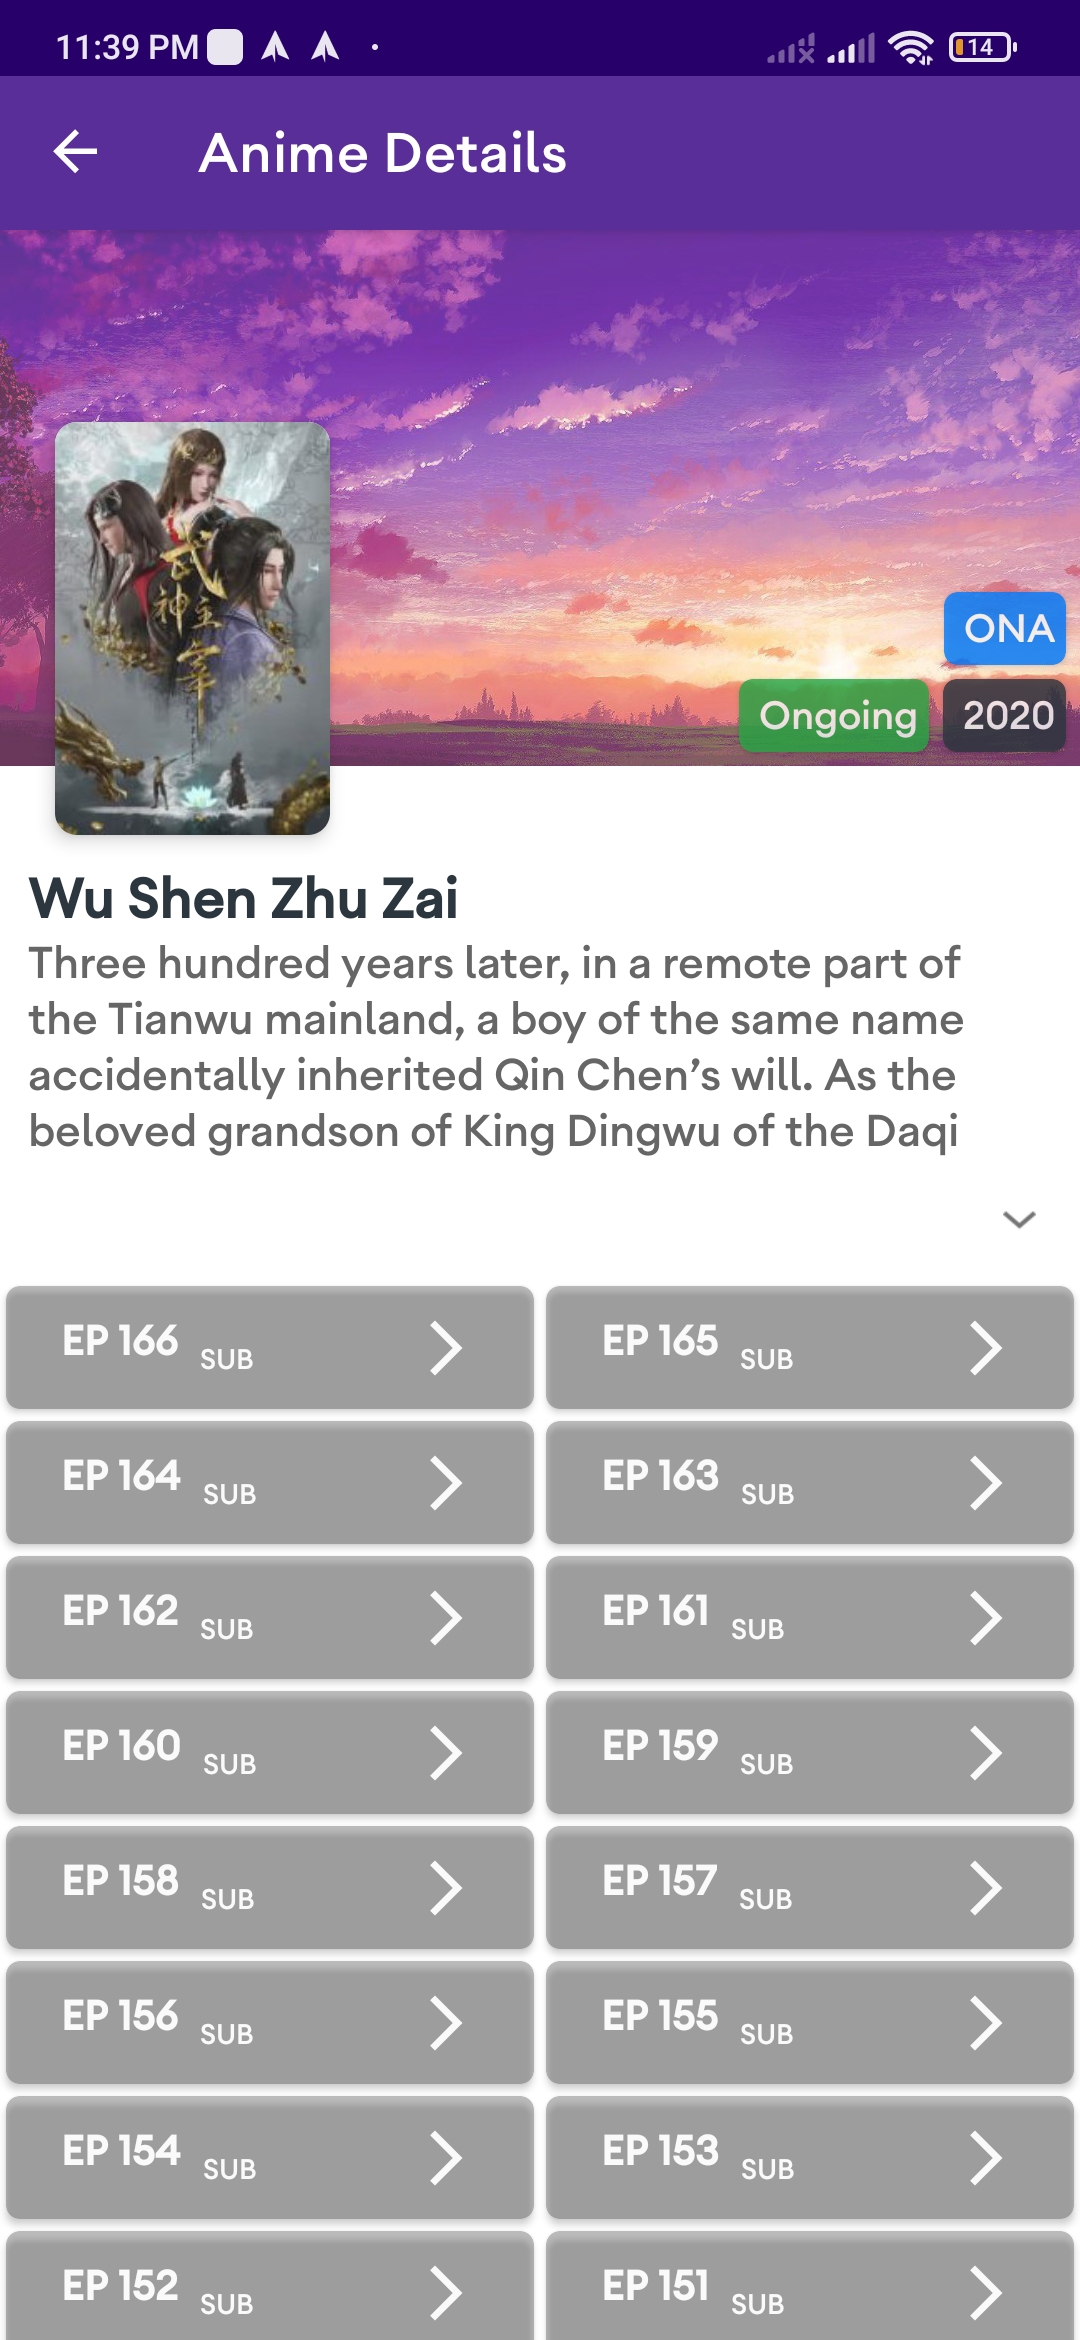 11:39 PM
14
Anime Details
武
神主
宰
ONA
Ongoing 2020
Wu Shen Zhu Zai
Three hundred years later, in a remote part of
the Tianwu mainland, a boy of the same name
accidentally inherited Qin Chen’s will. As the
beloved grandson of King Dingwu of the Daqi
EP 166 SUB
EP 165 SUB
EP 164 SUB
EP 163 SUB
EP 162 SUB
EP 161 SUB
EP 160 SUB
EP 159 SUB
EP 158 SUB
EP 157 SUB
EP 156 SUB
EP 155 SUB
EP 154 SUB
EP 153 SUB
EP 152 SUB
EP 151 SUB